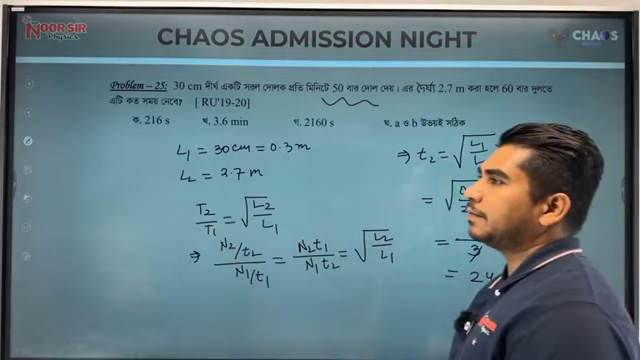 NOOR SIR
Physics
CHAOS ADMISSION NIGHT
CHAOS
Problem – 25: 30 cm দীর্ঘ একটি সরল দোলক প্রতি মিনিটে 50 বার দোল দেয়। এর দৈর্ঘ্য 2.7 m করা হলে 60 বার দুলতে
এটি কত সময় নেবে? [ RU'19-20]
ক. 216 s
খ. 3.6 min
গ. 2160 s
ঘ. a ও b উভয়ই সঠিক
L₁ = 30 cm = 0.3 m
L₂ = 2.7 m
T₂/T₁ = √(L₂/L₁)
⇒ (N₂/t₂)/(N₁/t₁) = N₂t₁/N₁t₂ = √(L₂/L₁)
⇒ t₂ = √(L₁/L
= √
= /3
= 24